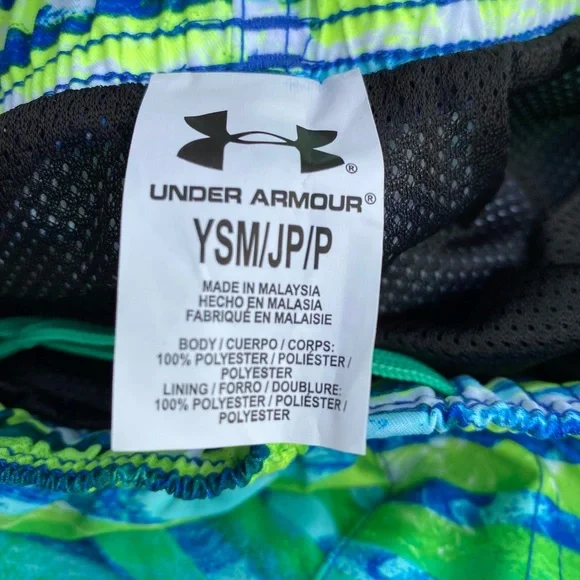 ®
UNDER ARMOUR®
YSM/JP/P
MADE IN MALAYSIA
HECHO EN MALASIA
FABRIQUÉ EN MALAISIE
BODY / CUERPO / CORPS:
100% POLYESTER / POLIÉSTER /
POLYESTER
LINING / FORRO / DOUBLURE:
100% POLYESTER / POLIÉSTER /
POLYESTER